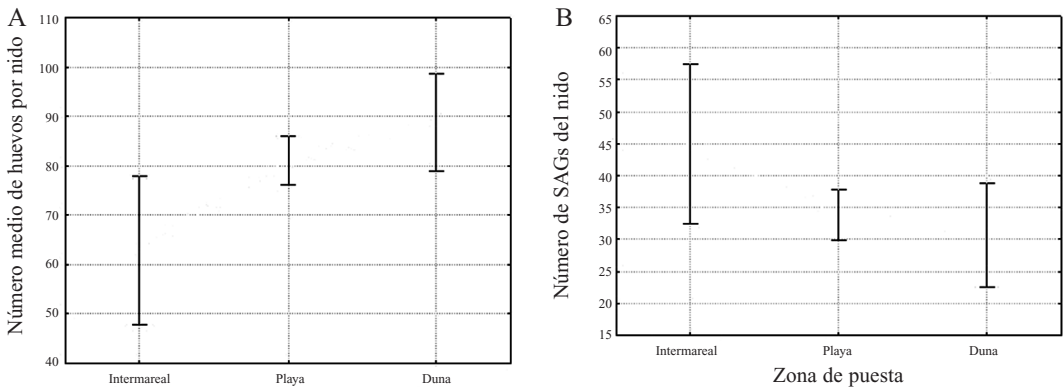 A
Número medio de huevos por nido
110
100
90
80
70
60
50
40
Intermareal Playa Duna
B
Número de SAGs del nido
65
60
55
50
45
40
35
30
25
20
15
Intermareal Playa Duna
Zona de puesta